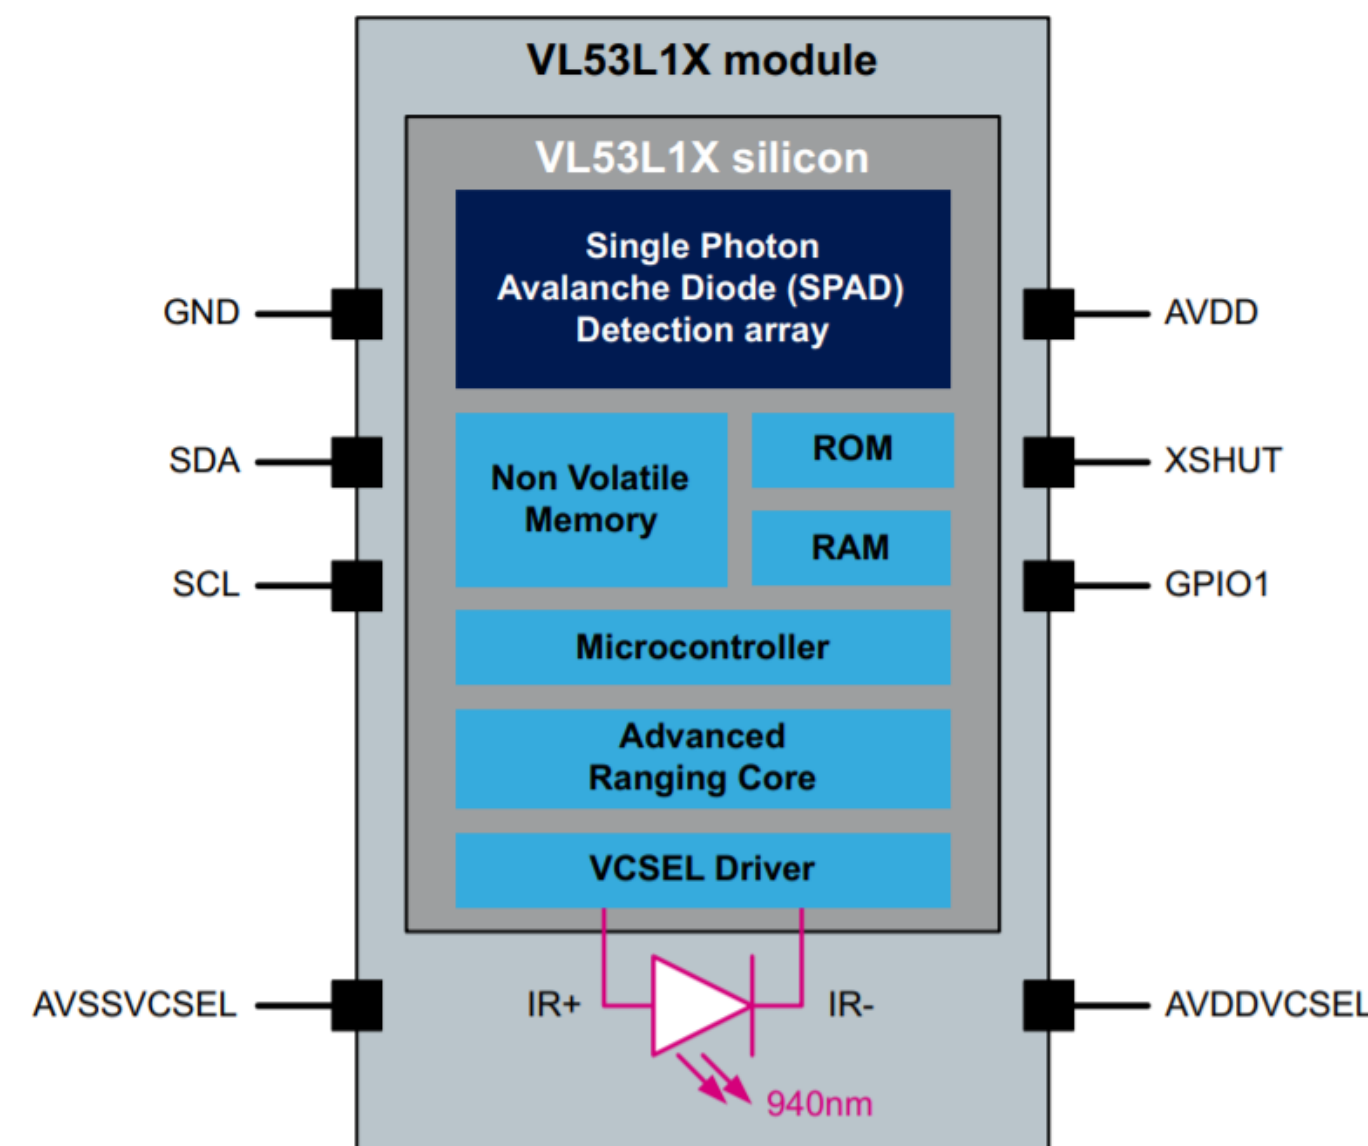 VL53L1X module
VL53L1X silicon
Single Photon
Avalanche Diode (SPAD)
Detection array
GND
AVDD
SDA
Non Volatile
Memory
ROM
XSHUT
RAM
SCL
GPIO1
Microcontroller
Advanced
Ranging Core
VCSEL Driver
AVSSVCSEL
IR+
IR-
AVDDVCSEL
940nm